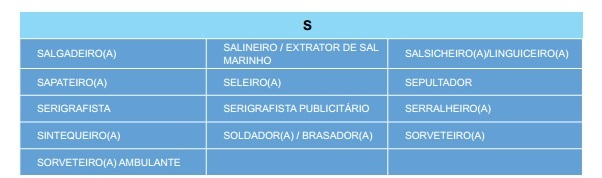 S
SALGADEIRO(A)
SALINEIRO / EXTRATOR DE SAL
MARINHO
SALSICHEIRO(A)/LINGUICEIRO(A)
SAPATEIRO(A)
SELEIRO(A)
SEPULTADOR
SERIGRAFISTA
SERIGRAFISTA PUBLICITÁRIO
SERRALHEIRO(A)
SINTEQUEIRO(A)
SOLDADOR(A) / BRASADOR(A)
SORVETEIRO(A)
SORVETEIRO(A) AMBULANTE